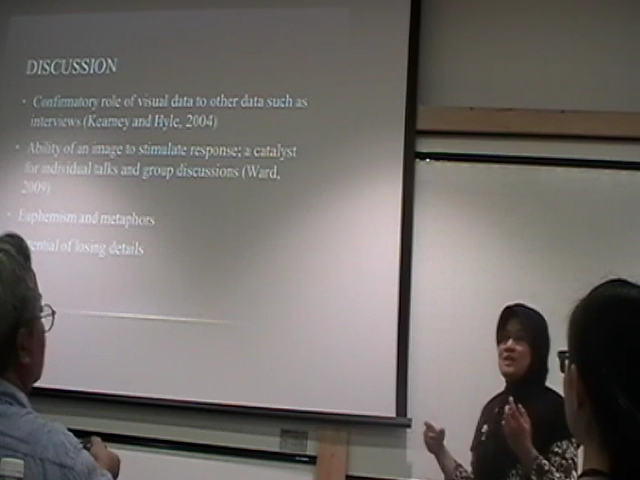 DISCUSSION
• Confirmatory role of visual data to other data such as
interviews (Kearney and Hyle, 2004)
• Ability of an image to stimulate response; a catalyst
for individual talks and group discussions (Ward,
2009)
• Euphemism and metaphors
of losing details